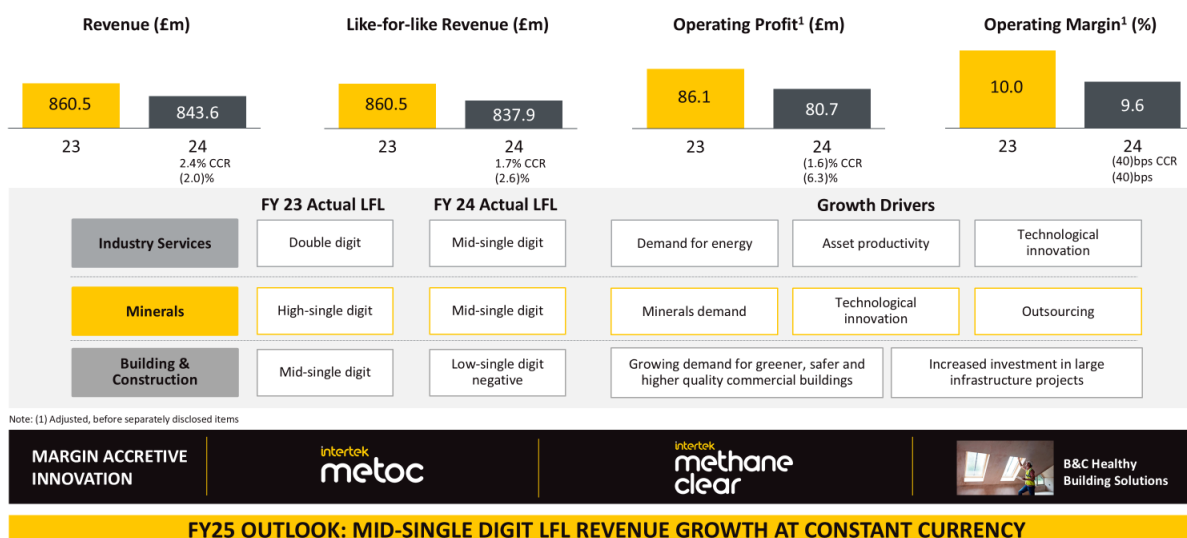 Revenue (£m)
Like-for-like Revenue (£m)
Operating Profit1 (£m)
Operating Margin1 (%)
860.5
843.6
23
24
2.4% CCR
(2.0)%
860.5
837.9
23
24
1.7% CCR
(2.6)%
86.1
80.7
23
24
(1.6)% CCR
(6.3)%
10.0
9.6
23
24
(40)bps CCR
(40)bps
FY 23 Actual LFL
FY 24 Actual LFL
Growth Drivers
Industry Services
Double digit
Mid-single digit
Demand for energy
Asset productivity
Technological
innovation
Minerals
High-single digit
Mid-single digit
Minerals demand
Technological
innovation
Outsourcing
Building &
Construction
Mid-single digit
Low-single digit
negative
Growing demand for greener, safer and
higher quality commercial buildings
Increased investment in large
infrastructure projects
Note: (1) Adjusted, before separately disclosed items
MARGIN ACCRETIVE
INNOVATION
intertek
metoc
intertek
methane
clear
B&C Healthy
Building Solutions
FY25 OUTLOOK: MID-SINGLE DIGIT LFL REVENUE GROWTH AT CONSTANT CURRENCY